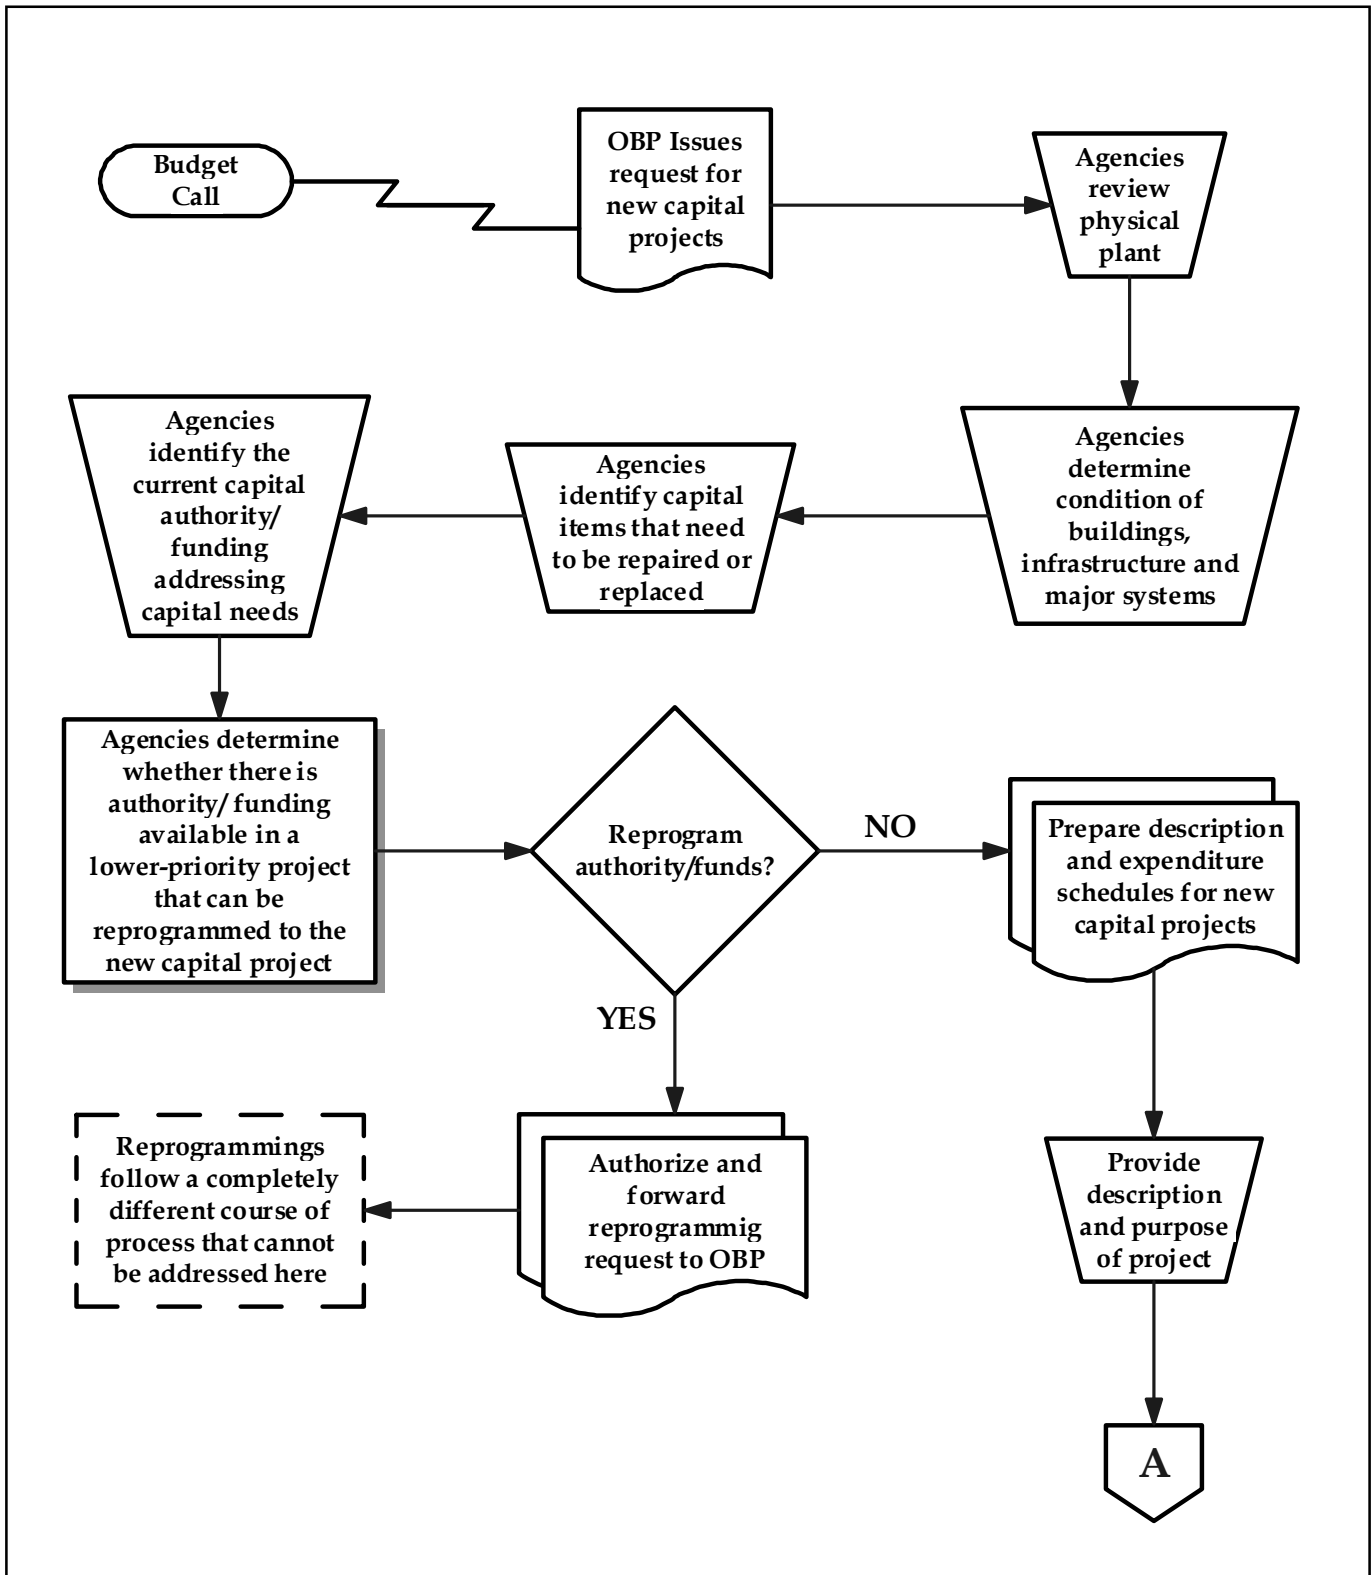 Budget
Call
OBP Issues
request for
new capital
projects
Agencies
review
physical
plant
Agencies
determine
condition of
buildings,
infrastructure and
major systems
Agencies
identify capital
items that need
to be repaired or
replaced
Agencies
identify the
current capital
authority/
funding
addressing
capital needs
Agencies determine
whether there is
authority/ funding
available in a
lower-priority project
that can be
reprogrammed to the
new capital project
Reprogram
authority/funds?
NO
Prepare description
and expenditure
schedules for new
capital projects
YES
Authorize and
forward
reprogrammig
request to OBP
Reprogrammings
follow a completely
different course of
process that cannot
be addressed here
Provide
description
and purpose
of project
A